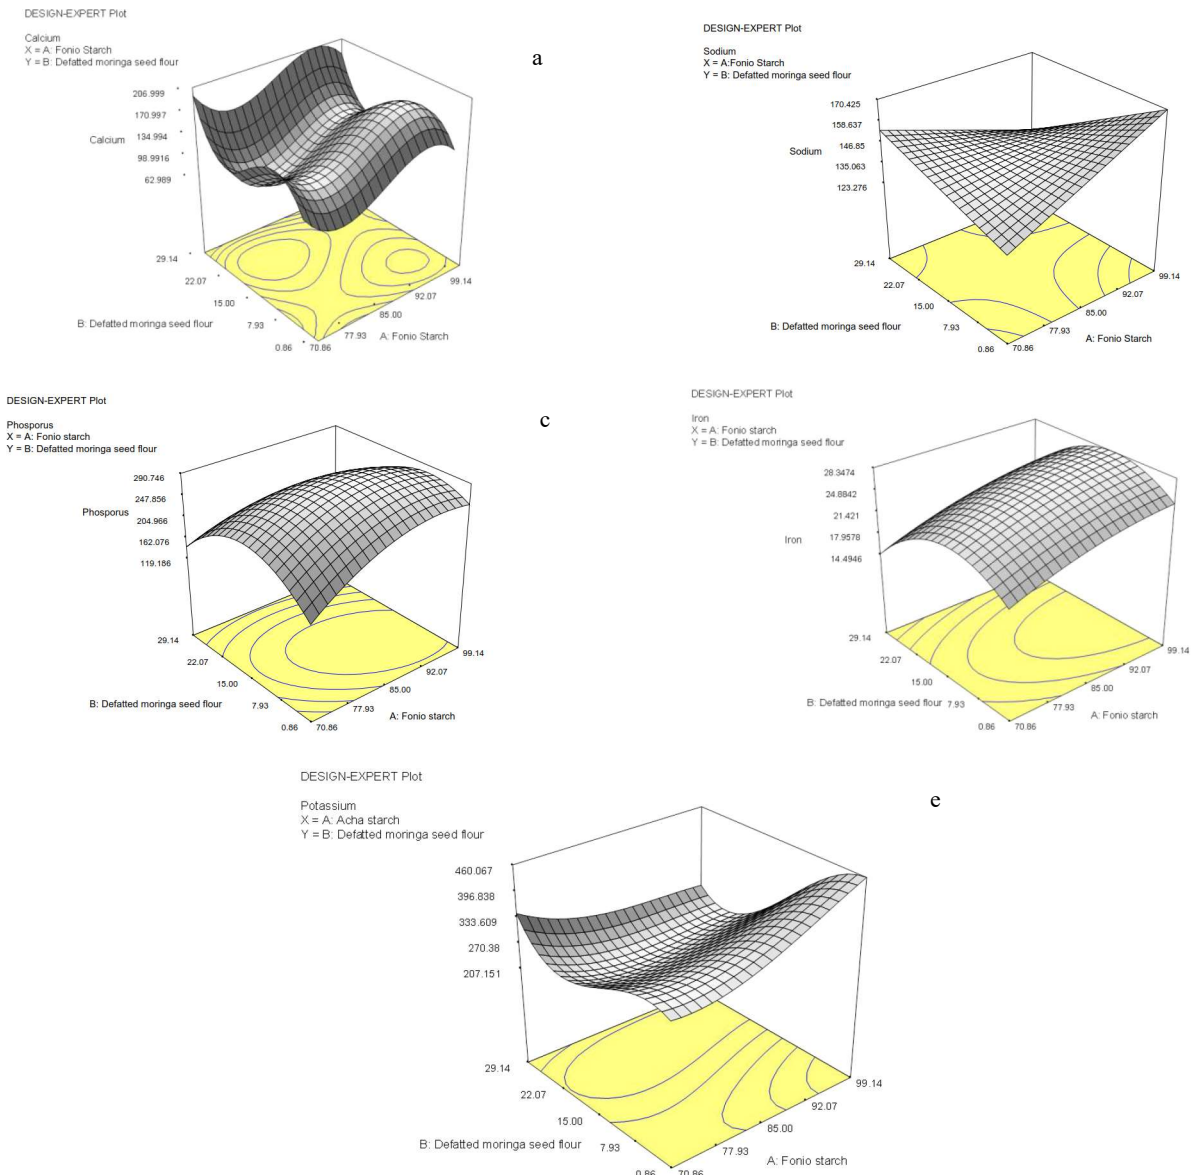 DESIGN-EXPERT Plot
Calcium
X = A: Fonio Starch
Y = B: Defatted moringa seed flour
a
206.999
170.997
134.994
98.9916
62.989
Calcium
29.14
22.07
15.00
7.93
0.86
B: Defatted moringa seed flour
70.86
77.93
85.00
92.07
99.14
A: Fonio Starch
DESIGN-EXPERT Plot
Sodium
X = A:Fonio Starch
Y = B: Defatted moringa seed flour
170.425
158.637
146.85
135.063
123.276
Sodium
29.14
22.07
15.00
7.93
0.86
B: Defatted moringa seed flour
70.86
77.93
85.00
92.07
99.14
A: Fonio Starch
DESIGN-EXPERT Plot
Phosporus
X = A: Fonio starch
Y = B: Defatted moringa seed flour
c
290.746
247.856
204.966
162.076
119.186
Phosporus
29.14
22.07
15.00
7.93
0.86
B: Defatted moringa seed flour
70.86
77.93
85.00
92.07
99.14
A: Fonio starch
DESIGN-EXPERT Plot
Iron
X = A: Fonio starch
Y = B: Defatted moringa seed flour
28.3474
24.8842
21.421
17.9578
14.4946
Iron
29.14
22.07
15.00
7.93
0.86
B: Defatted moringa seed flour
70.86
77.93
85.00
92.07
99.14
A: Fonio starch
DESIGN-EXPERT Plot
Potassium
X = A: Acha starch
Y = B: Defatted moringa seed flour
e
460.067
396.838
333.609
270.38
207.151
29.14
22.07
15.00
7.93
0.86
B: Defatted moringa seed flour
70.86
77.93
85.00
92.07
99.14
A: Fonio starch